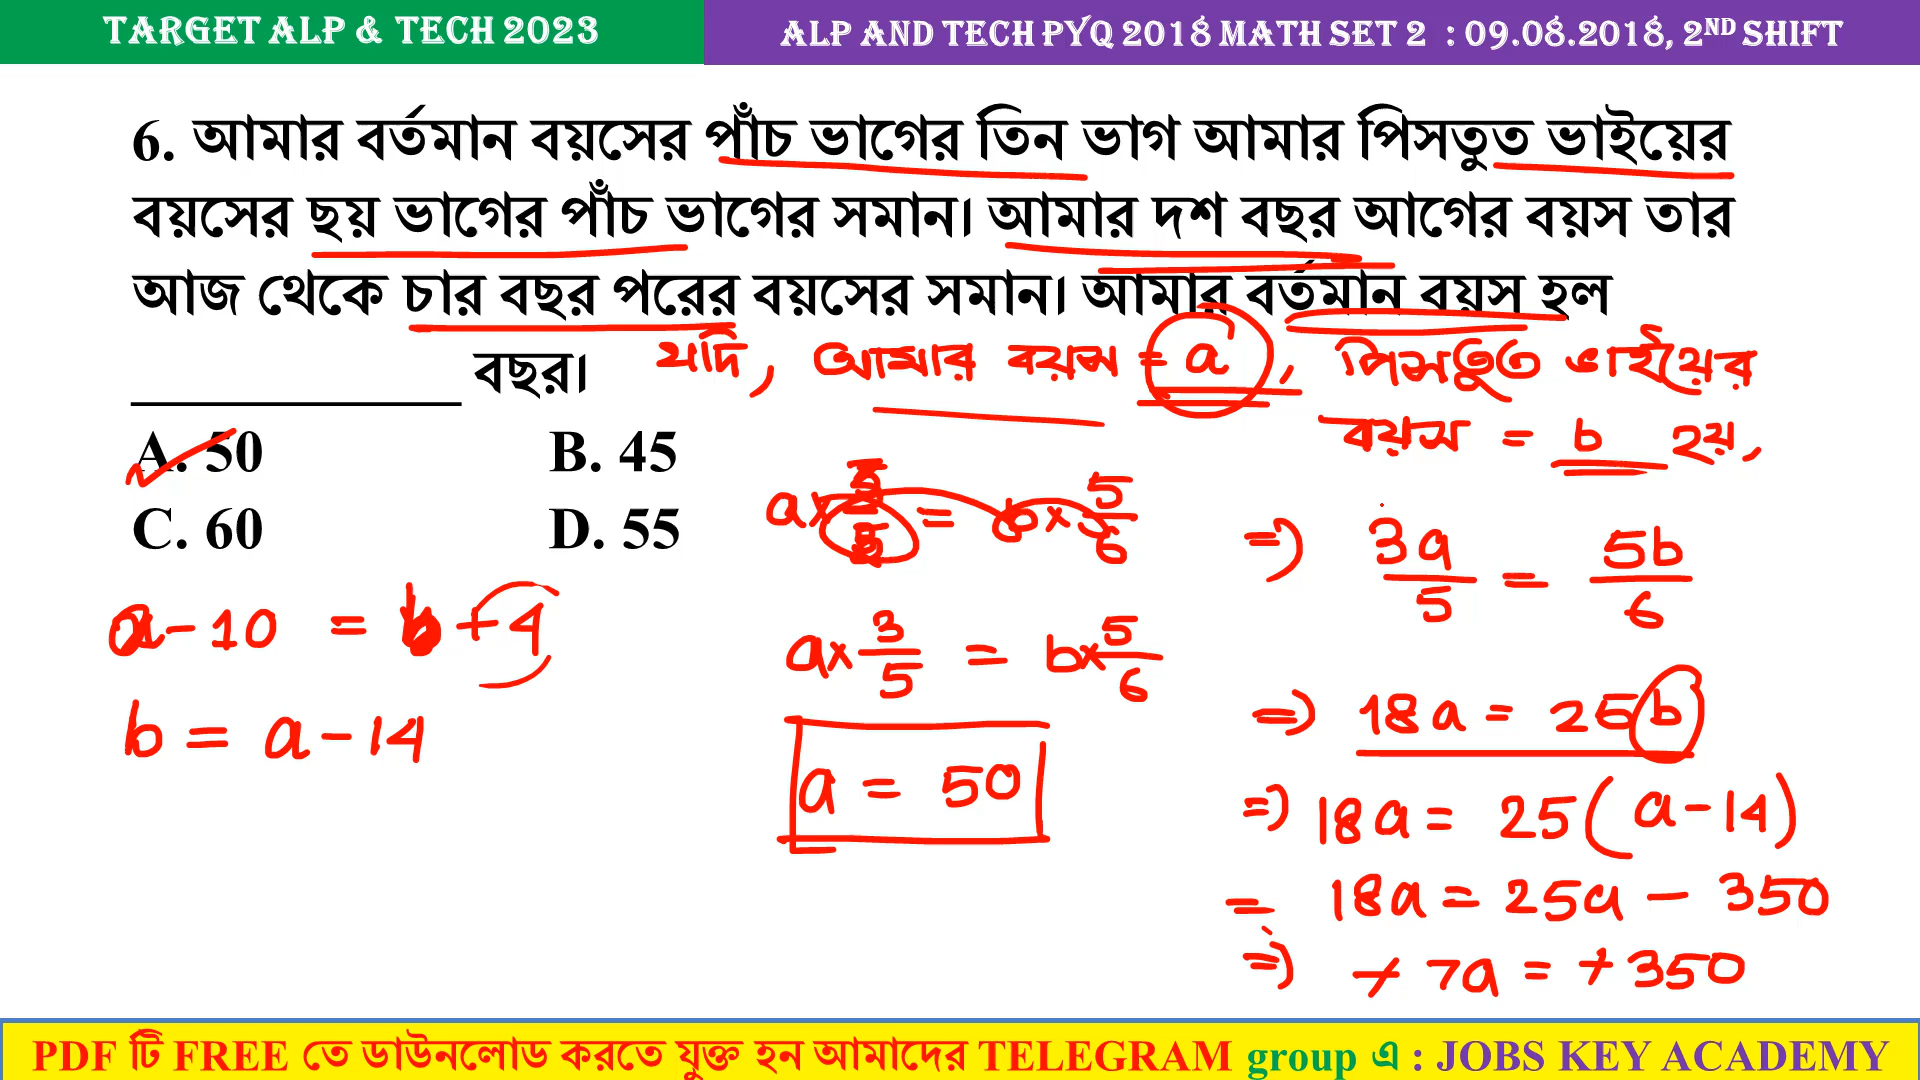 TARGET ALP & TECH 2023
ALP AND TECH PYQ 2018 MATH SET 2 : 09.08.2018, 2ND SHIFT
6. আমার বর্তমান বয়সের পাঁচ ভাগের তিন ভাগ আমার পিসতুত ভাইয়ের
বয়সের ছয় ভাগের পাঁচ ভাগের সমান। আমার দশ বছর আগের বয়স তার
আজ থেকে চার বছর পরের বয়সের সমান। আমার বর্তমান বয়স হল
____________ বছর।
যদি, আমার বয়স = a, পিসতুত ভাইয়ের
বয়স = b হয়,
A. 50 B. 45
C. 60 D. 55
a-10 = b+4
b = a-14
a× = b×5/6
a×3/5 = b×5/6
a = 50
⇒ 3a/5 = 5b/6
⇒ 18a = 25b
⇒ 18a = 25(a-14)
= 18a = 25a - 350
⇒ +7a = +350
PDF টি FREE তে ডাউনলোড করতে যুক্ত হন আমাদের TELEGRAM group এ : JOBS KEY ACADEMY